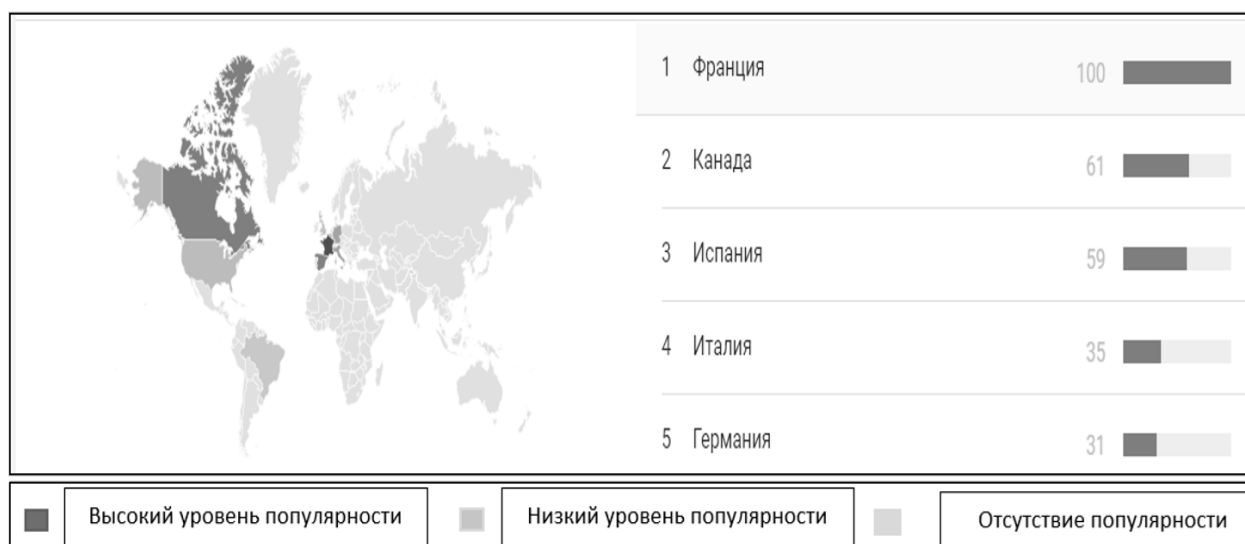 1 Франция 100
2 Канада 61
3 Испания 59
4 Италия 35
5 Германия 31
Высокий уровень популярности
Низкий уровень популярности
Отсутствие популярности